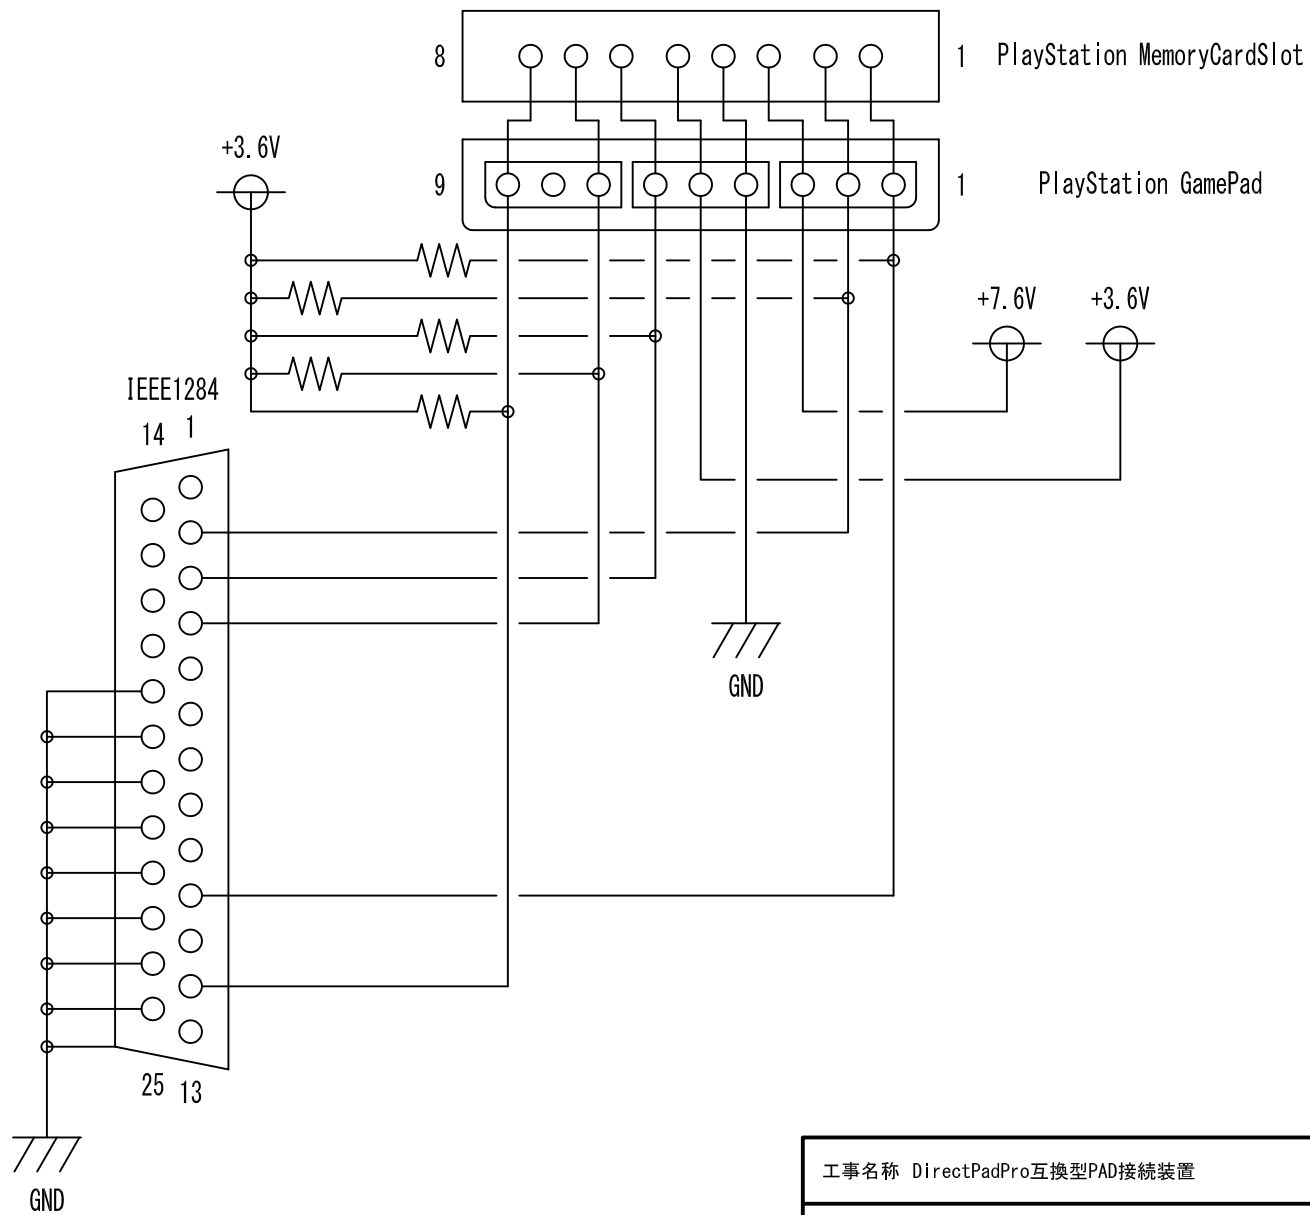 8
1 PlayStation MemoryCardSlot
+3.6V
9
1 PlayStation GamePad
+7.6V
+3.6V
IEEE1284
14 1
GND
25 13
GND
工事名称 DirectPadPro互換型PAD接続装置